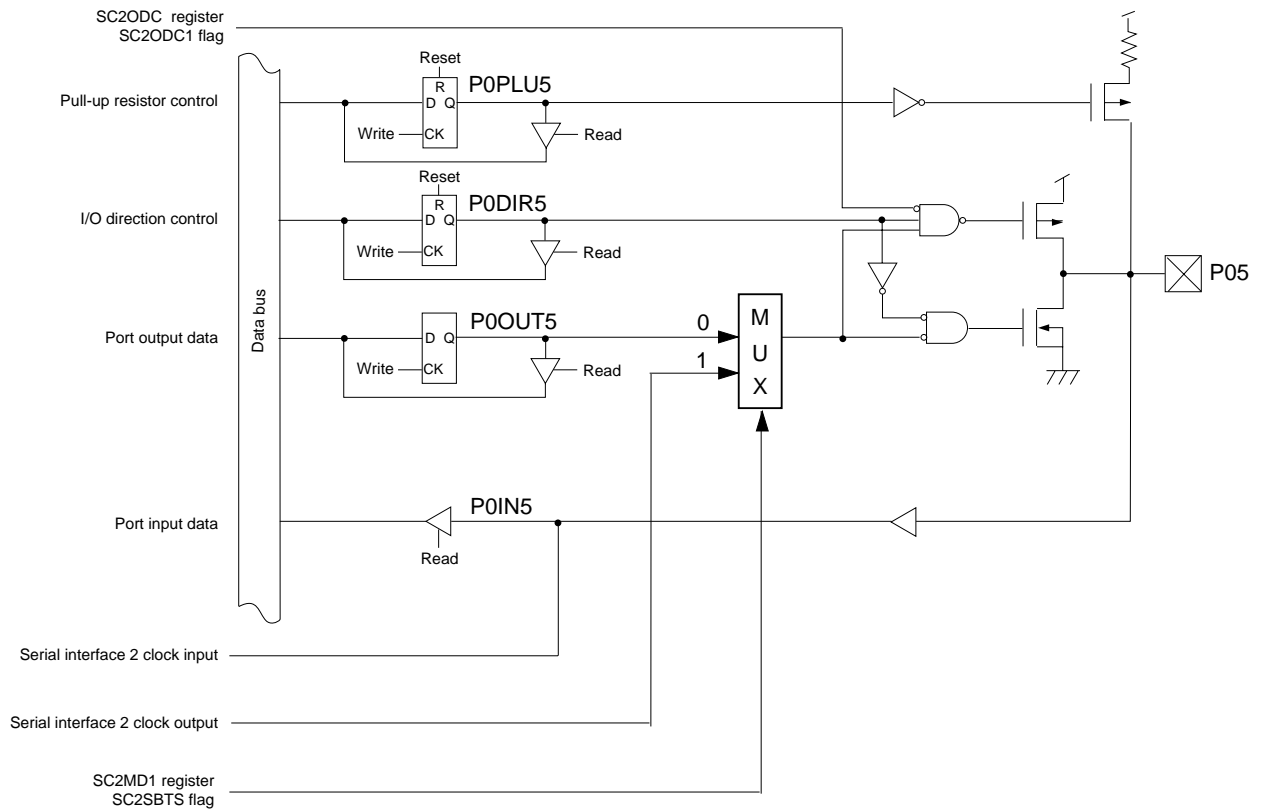 SC2ODC register
SC2ODC1 flag
Reset
Pull-up resistor control
R
D Q
P0PLU5
Write
CK
Read
Reset
I/O direction control
R
D Q
P0DIR5
Write
CK
Read
P05
Data bus
Port output data
D Q
P0OUT5
Write
CK
Read
0
1
M
U
X
Port input data
P0IN5
Read
Serial interface 2 clock input
Serial interface 2 clock output
SC2MD1 register
SC2SBTS flag